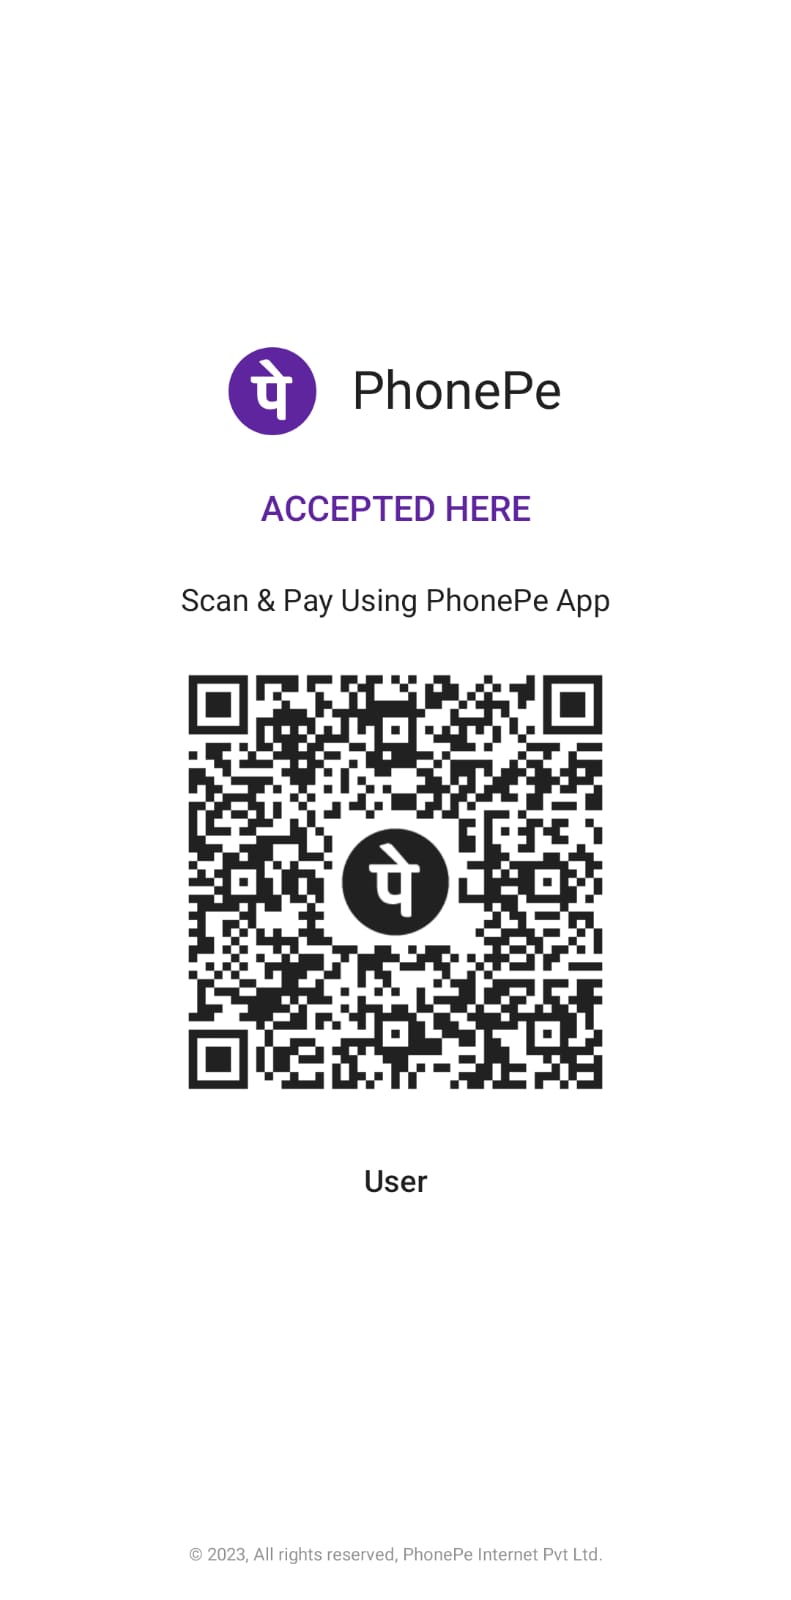 पे PhonePe
ACCEPTED HERE
Scan & Pay Using PhonePe App
पे
User
© 2023, All rights reserved, PhonePe Internet Pvt Ltd.